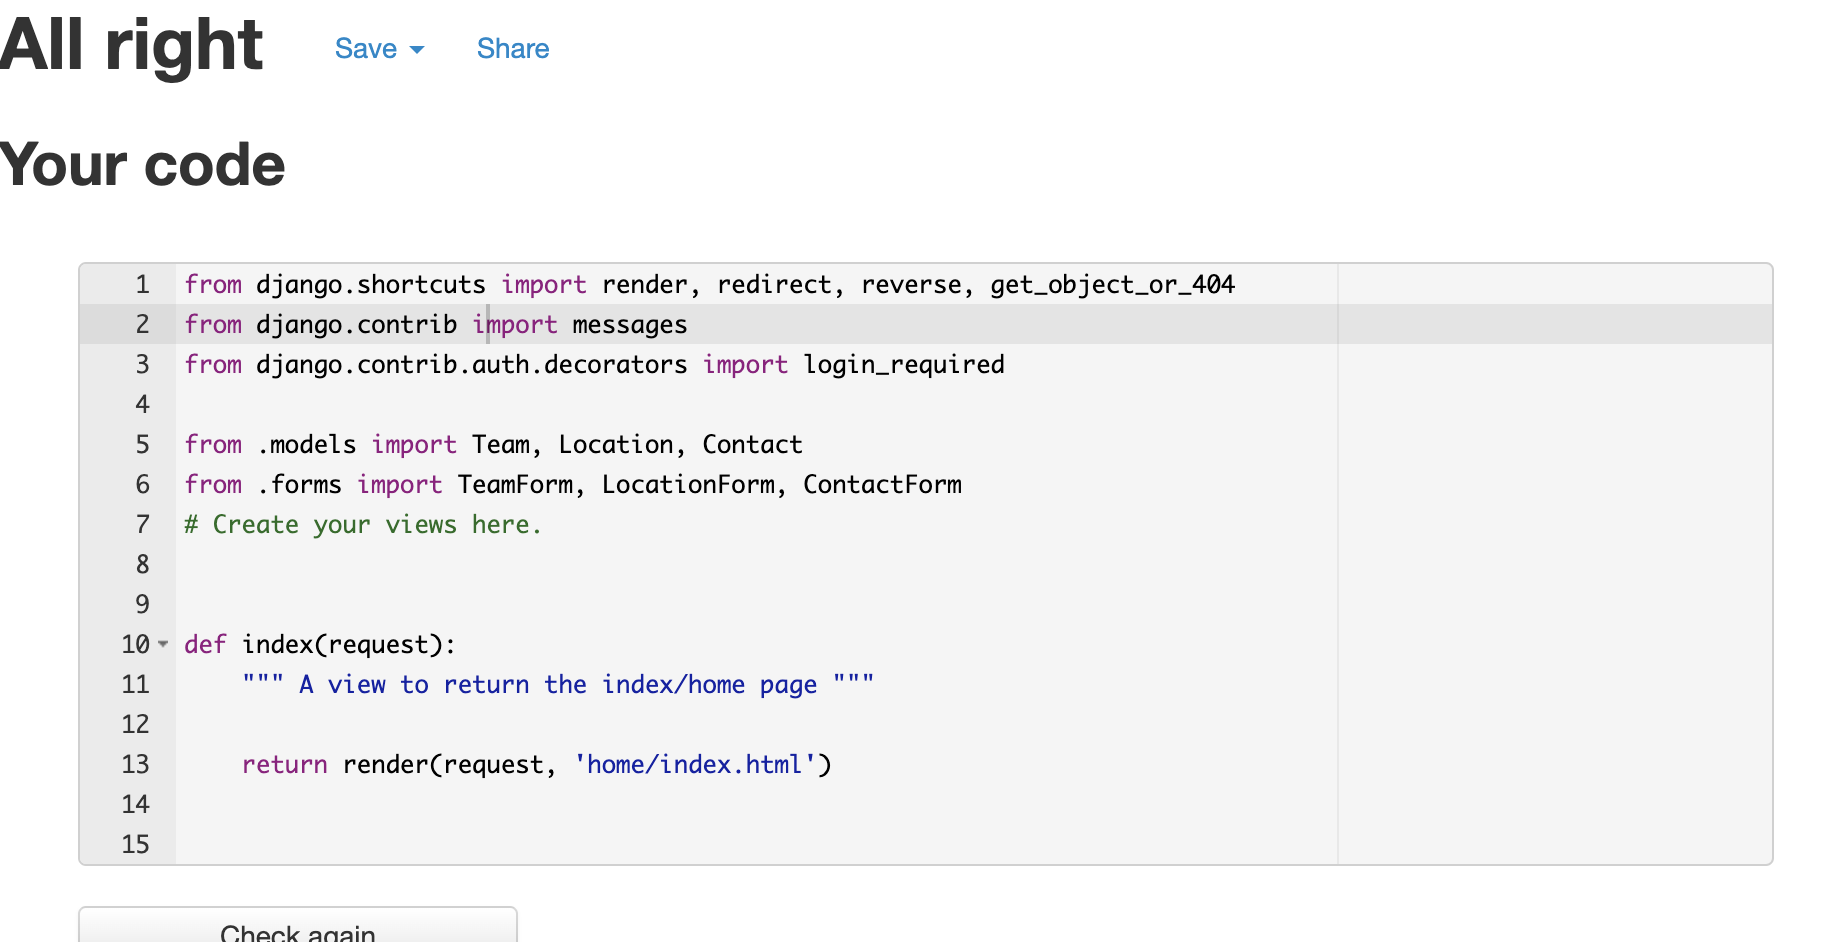 All right Save Share
Your code
1 from django.shortcuts import render, redirect, reverse, get_object_or_404
2 from django.contrib import messages
3 from django.contrib.auth.decorators import login_required
4
5 from .models import Team, Location, Contact
6 from .forms import TeamForm, LocationForm, ContactForm
7 # Create your views here.
8
9
10 def index(request):
11     """ A view to return the index/home page """
12
13     return render(request, 'home/index.html')
14
15
Check again